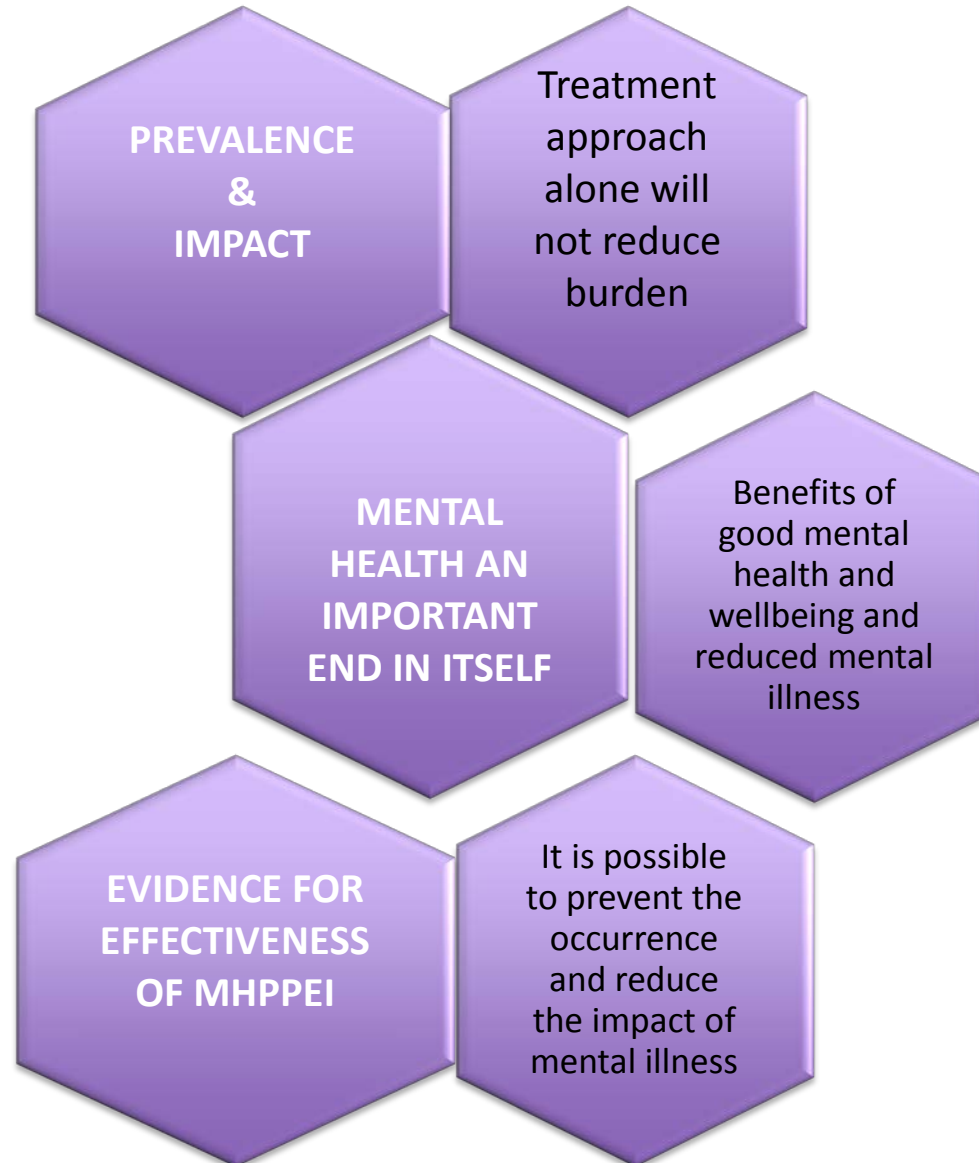 PREVALENCE
&
IMPACT
Treatment
approach
alone will
not reduce
burden
MENTAL
HEALTH AN
IMPORTANT
END IN ITSELF
Benefits of
good mental
health and
wellbeing and
reduced mental
illness
EVIDENCE FOR
EFFECTIVENESS
OF MHPPEI
It is possible
to prevent the
occurrence
and reduce
the impact of
mental illness